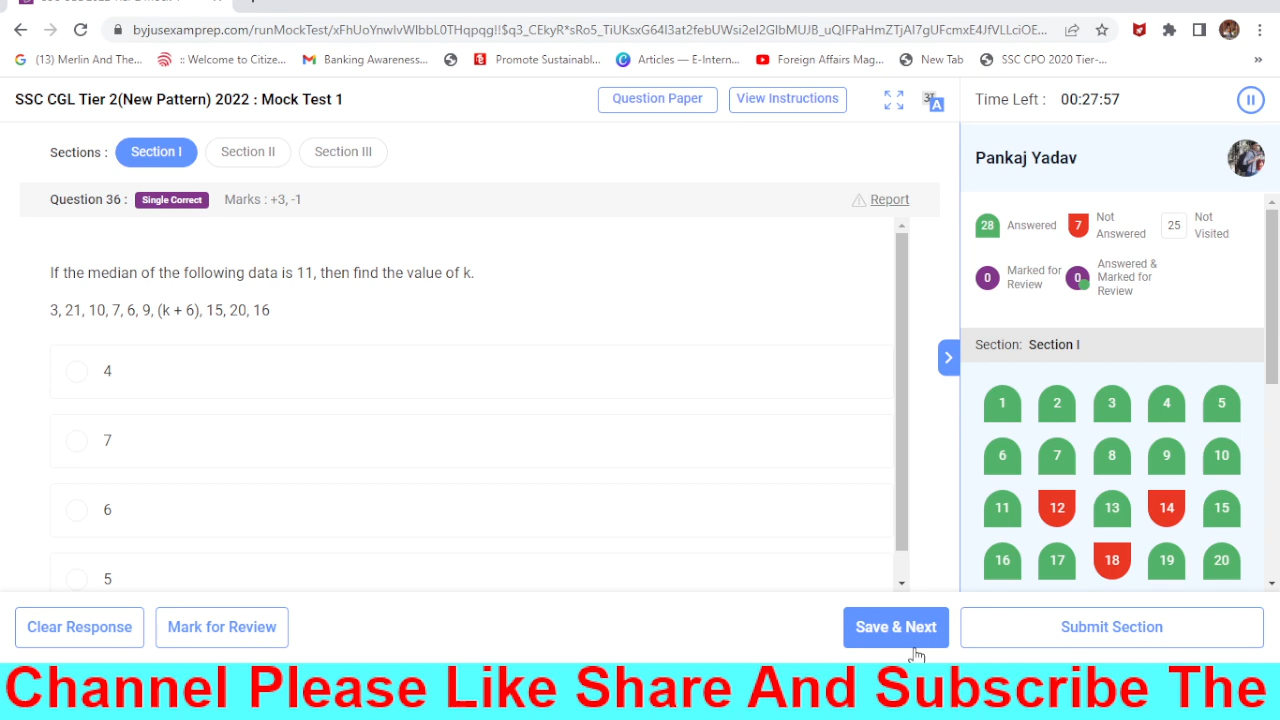 byjusexamprep.com/runMockTest/xFhUoYnwIvWlbbL0THqpqg!!$q3_CEkyR*sRo5_TiUKsxG64I3at2febUWsi2eI2GIbMUJ8_uQIFPaHmZTjAI7gUFcmxE4JfVLLciOE...
(13) Merlin And The...
:: Welcome to Citize...
Banking Awareness...
Promote Sustainabl...
Articles — E-Intern...
Foreign Affairs Mag...
New Tab
SSC CPO 2020 Tier-...
»
SSC CGL Tier 2(New Pattern) 2022 : Mock Test 1
Question Paper
View Instructions
Time Left : 00:27:57
Sections : Section I Section II Section III
Pankaj Yadav
Question 36 : Single Correct Marks : +3, -1
Report
28 Answered
7 Not Answered
25 Not Visited
0 Marked for Review
0 Answered & Marked for Review
If the median of the following data is 11, then find the value of k.
3, 21, 10, 7, 6, 9, (k + 6), 15, 20, 16
4
7
6
5
Section: Section I
1 2 3 4 5
6 7 8 9 10
11 12 13 14 15
16 17 18 19 20
Clear Response
Mark for Review
Save & Next
Submit Section
Channel Please Like Share And Subscribe The